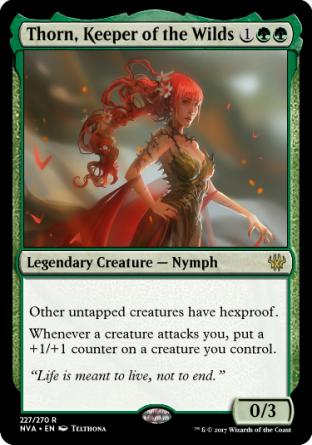 Thorn, Keeper of the Wilds 1
Legendary Creature — Nymph
Other untapped creatures have hexproof.
Whenever a creature attacks you, put a
+1/+1 counter on a creature you control.
“Life is meant to live, not to end.”
0/3
227/270 R
NVA • EN Telthona
™ & © 2017 Wizards of the Coast